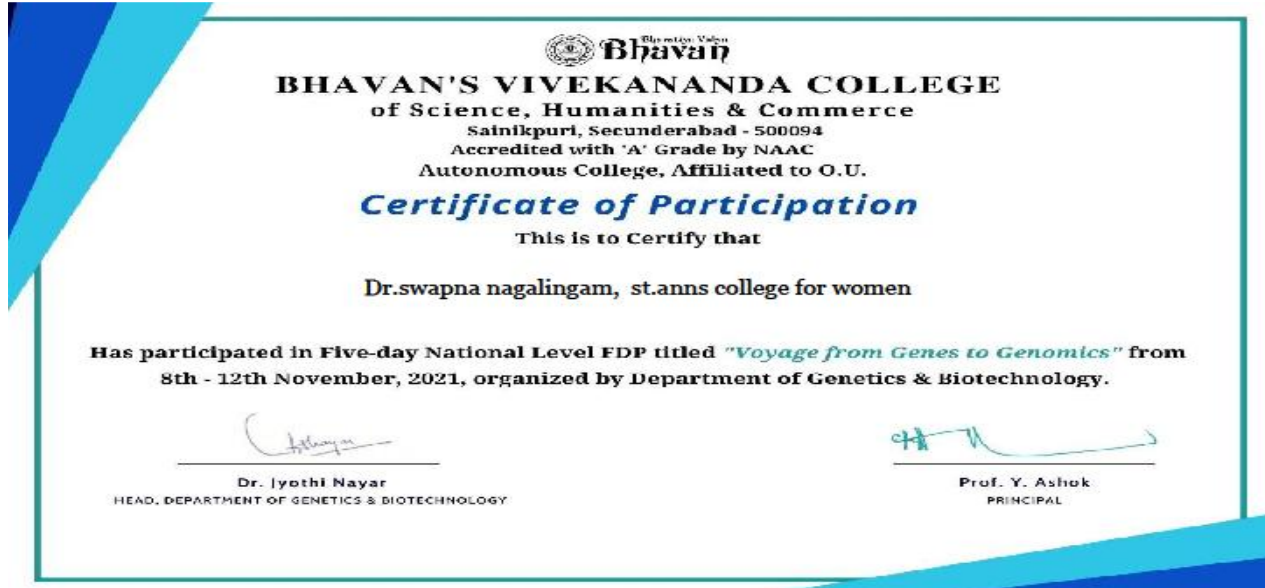 Bharatiya Vidya
Bhavan
BHAVAN'S VIVEKANANDA COLLEGE
of Science, Humanities & Commerce
Sainikpuri, Secunderabad - 500094
Accredited with 'A' Grade by NAAC
Autonomous College, Affiliated to O.U.
Certificate of Participation
This is to Certify that
Dr.swapna nagalingam, st.anns college for women
Has participated in Five-day National Level FDP titled "Voyage from Genes to Genomics" from
8th - 12th November, 2021, organized by Department of Genetics & Biotechnology.
Dr. Jyothi Nayar
HEAD, DEPARTMENT OF GENETICS & BIOTECHNOLOGY
Prof. Y. Ashok
PRINCIPAL